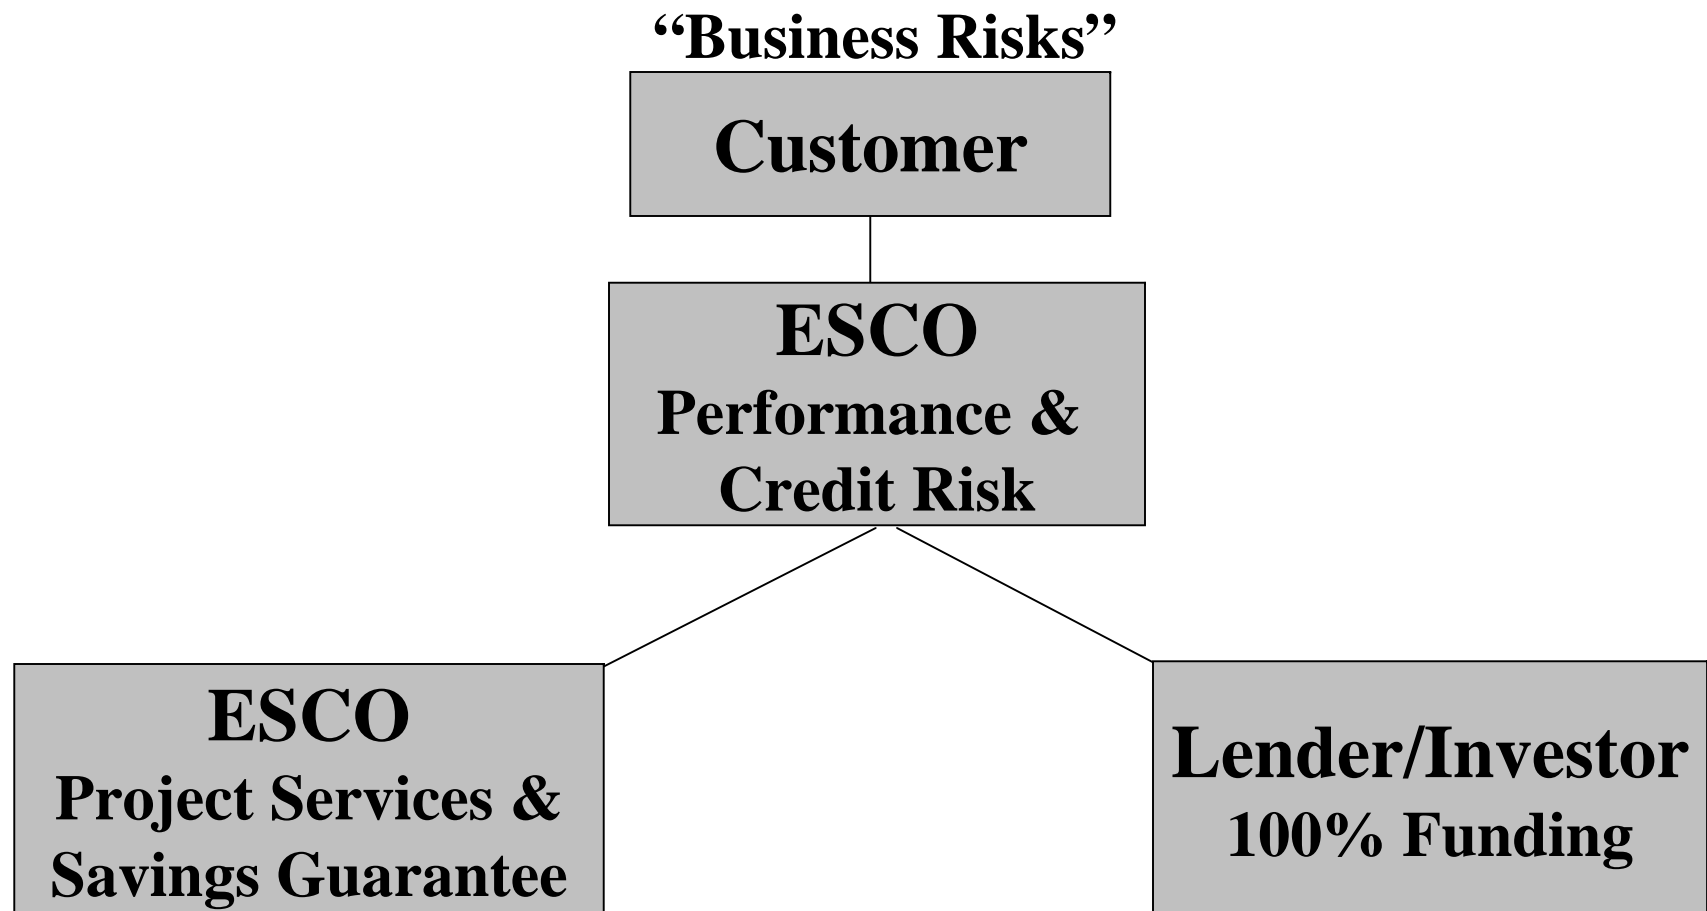 “Business Risks”
Customer
ESCO
Performance &
Credit Risk
ESCO
Project Services &
Savings Guarantee
Lender/Investor
100% Funding